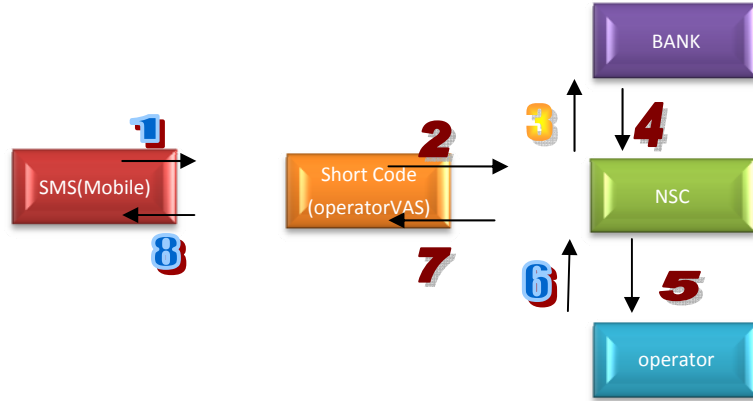 BANK
1
2
3
4
SMS(Mobile)
Short Code
(operatorVAS)
NSC
8
7
6
5
operator